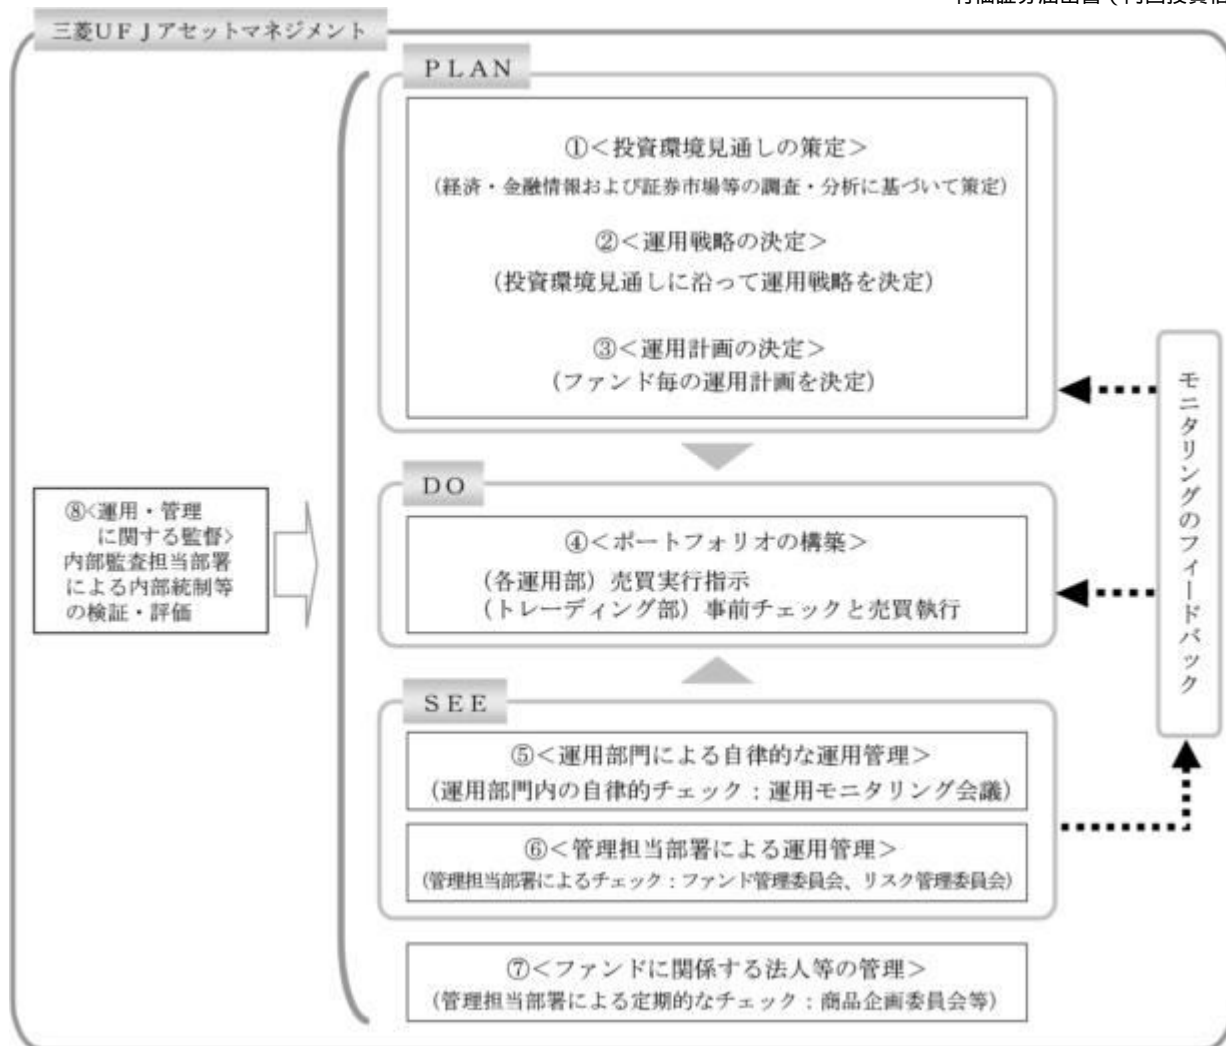 三菱UFJアセットマネジメント
PLAN
①<投資環境見通しの策定>
(経済・金融情報および証券市場等の調査・分析に基づいて策定)
②<運用戦略の決定>
(投資環境見通しに沿って運用戦略を決定)
③<運用計画の決定>
(ファンド毎の運用計画を決定)
DO
④<ポートフォリオの構築>
(各運用部)売買実行指示
(トレーディング部)事前チェックと売買執行
SEE
⑤<運用部門による自律的な運用管理>
(運用部門内の自律的チェック:運用モニタリング会議)
⑥<管理担当部署による運用管理>
(管理担当部署によるチェック:ファンド管理委員会、リスク管理委員会)
⑦<ファンドに関係する法人等の管理>
(管理担当部署による定期的なチェック:商品企画委員会等)
⑧<運用・管理
に関する監督>
内部監査担当部署
による内部統制等
の検証・評価
モニタリングのフィードバック